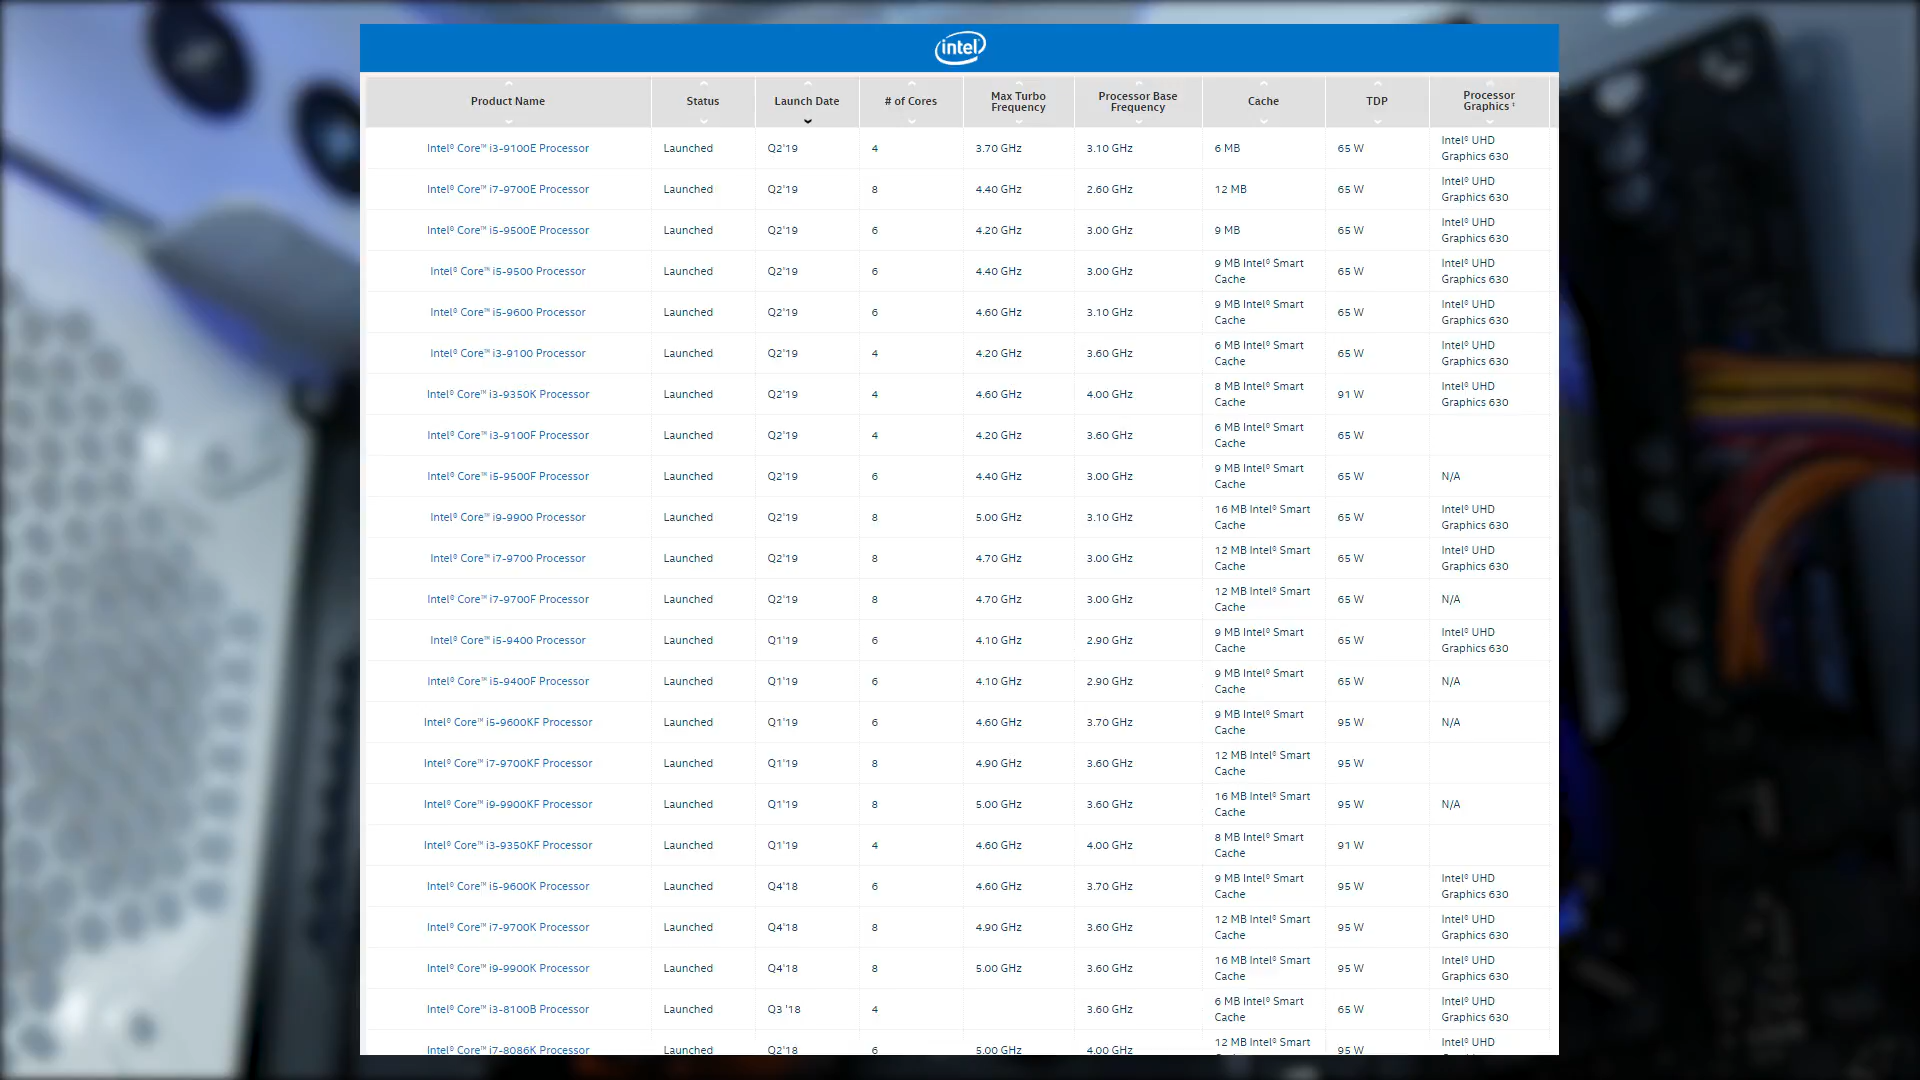 intel
Product Name Status Launch Date # of Cores Max Turbo Frequency Processor Base Frequency Cache TDP Processor Graphics ‡
Intel® Core™ i3-9100E Processor Launched Q2'19 4 3.70 GHz 3.10 GHz 6 MB 65 W Intel® UHD Graphics 630
Intel® Core™ i7-9700E Processor Launched Q2'19 8 4.40 GHz 2.60 GHz 12 MB 65 W Intel® UHD Graphics 630
Intel® Core™ i5-9500E Processor Launched Q2'19 6 4.20 GHz 3.00 GHz 9 MB 65 W Intel® UHD Graphics 630
Intel® Core™ i5-9500 Processor Launched Q2'19 6 4.40 GHz 3.00 GHz 9 MB Intel® Smart Cache 65 W Intel® UHD Graphics 630
Intel® Core™ i5-9600 Processor Launched Q2'19 6 4.60 GHz 3.10 GHz 9 MB Intel® Smart Cache 65 W Intel® UHD Graphics 630
Intel® Core™ i3-9100 Processor Launched Q2'19 4 4.20 GHz 3.60 GHz 6 MB Intel® Smart Cache 65 W Intel® UHD Graphics 630
Intel® Core™ i3-9350K Processor Launched Q2'19 4 4.60 GHz 4.00 GHz 8 MB Intel® Smart Cache 91 W Intel® UHD Graphics 630
Intel® Core™ i3-9100F Processor Launched Q2'19 4 4.20 GHz 3.60 GHz 6 MB Intel® Smart Cache 65 W
Intel® Core™ i5-9500F Processor Launched Q2'19 6 4.40 GHz 3.00 GHz 9 MB Intel® Smart Cache 65 W N/A
Intel® Core™ i9-9900 Processor Launched Q2'19 8 5.00 GHz 3.10 GHz 16 MB Intel® Smart Cache 65 W Intel® UHD Graphics 630
Intel® Core™ i7-9700 Processor Launched Q2'19 8 4.70 GHz 3.00 GHz 12 MB Intel® Smart Cache 65 W Intel® UHD Graphics 630
Intel® Core™ i7-9700F Processor Launched Q2'19 8 4.70 GHz 3.00 GHz 12 MB Intel® Smart Cache 65 W N/A
Intel® Core™ i5-9400 Processor Launched Q1'19 6 4.10 GHz 2.90 GHz 9 MB Intel® Smart Cache 65 W Intel® UHD Graphics 630
Intel® Core™ i5-9400F Processor Launched Q1'19 6 4.10 GHz 2.90 GHz 9 MB Intel® Smart Cache 65 W N/A
Intel® Core™ i5-9600KF Processor Launched Q1'19 6 4.60 GHz 3.70 GHz 9 MB Intel® Smart Cache 95 W N/A
Intel® Core™ i7-9700KF Processor Launched Q1'19 8 4.90 GHz 3.60 GHz 12 MB Intel® Smart Cache 95 W
Intel® Core™ i9-9900KF Processor Launched Q1'19 8 5.00 GHz 3.60 GHz 16 MB Intel® Smart Cache 95 W N/A
Intel® Core™ i3-9350KF Processor Launched Q1'19 4 4.60 GHz 4.00 GHz 8 MB Intel® Smart Cache 91 W
Intel® Core™ i5-9600K Processor Launched Q4'18 6 4.60 GHz 3.70 GHz 9 MB Intel® Smart Cache 95 W Intel® UHD Graphics 630
Intel® Core™ i7-9700K Processor Launched Q4'18 8 4.90 GHz 3.60 GHz 12 MB Intel® Smart Cache 95 W Intel® UHD Graphics 630
Intel® Core™ i9-9900K Processor Launched Q4'18 8 5.00 GHz 3.60 GHz 16 MB Intel® Smart Cache 95 W Intel® UHD Graphics 630
Intel® Core™ i3-8100B Processor Launched Q3 '18 4 3.60 GHz 6 MB Intel® Smart Cache 65 W Intel® UHD Graphics 630
Intel® Core™ i7-8086K Processor Launched Q2'18 6 5.00 GHz 4.00 GHz 12 MB Intel® Smart 95 W Intel® UHD